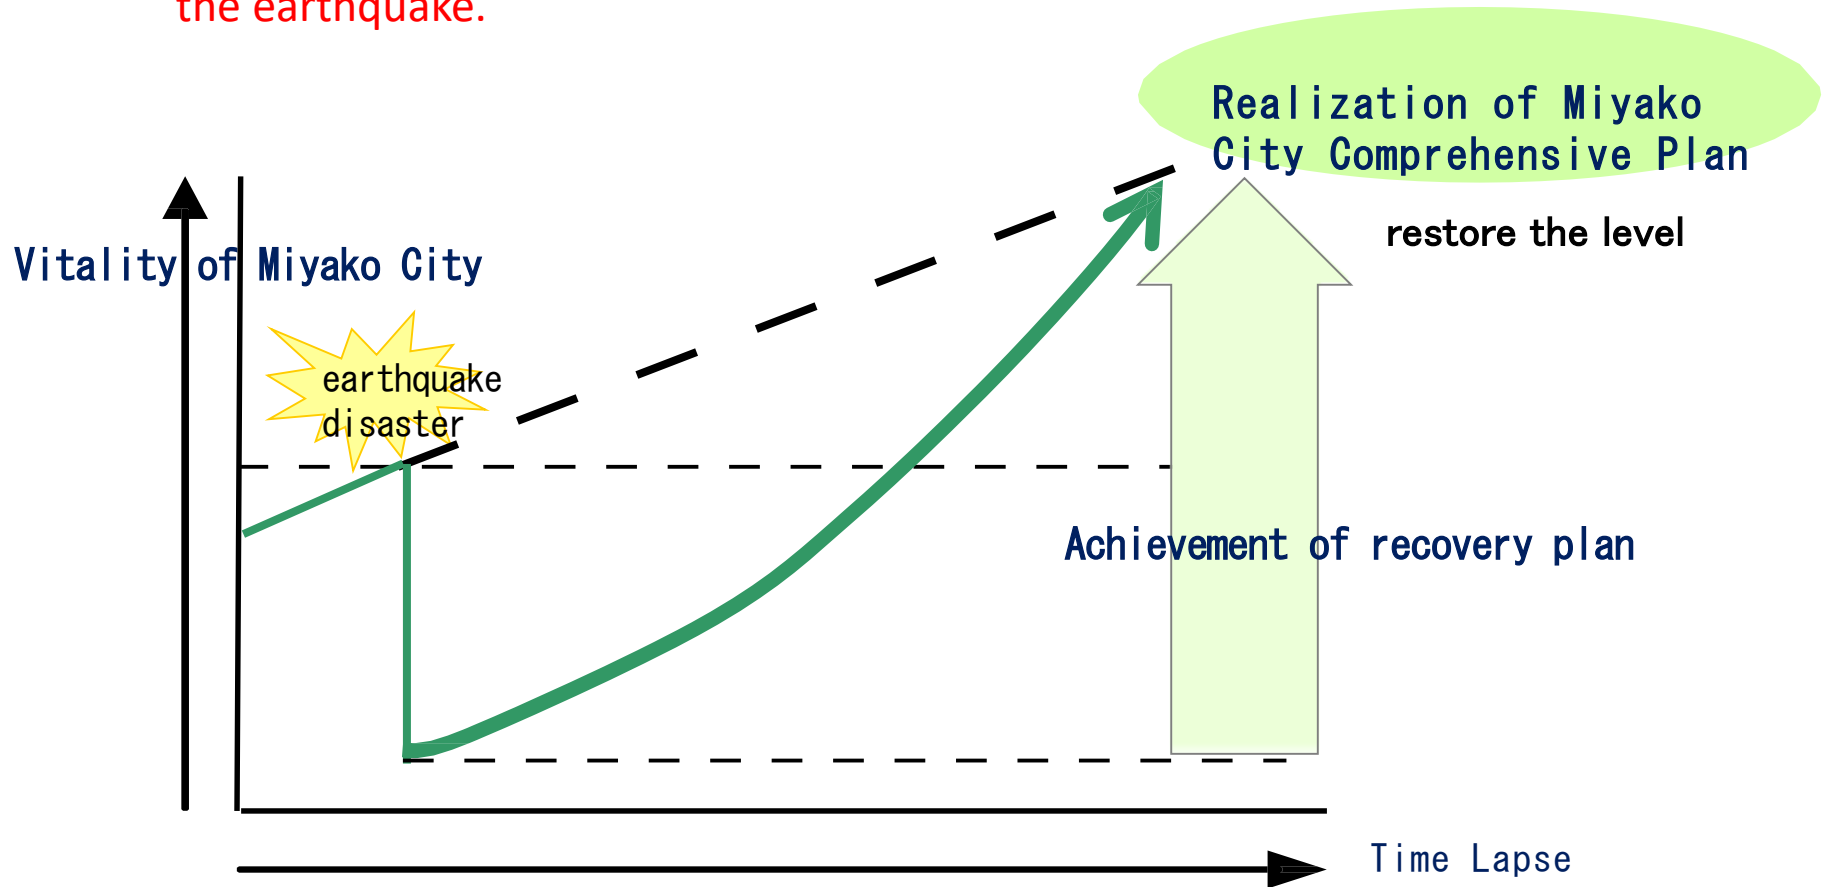 the earthquake.
Realization of Miyako
City Comprehensive Plan
restore the level
Vitality of Miyako City
earthquake
disaster
Achievement of recovery plan
Time Lapse